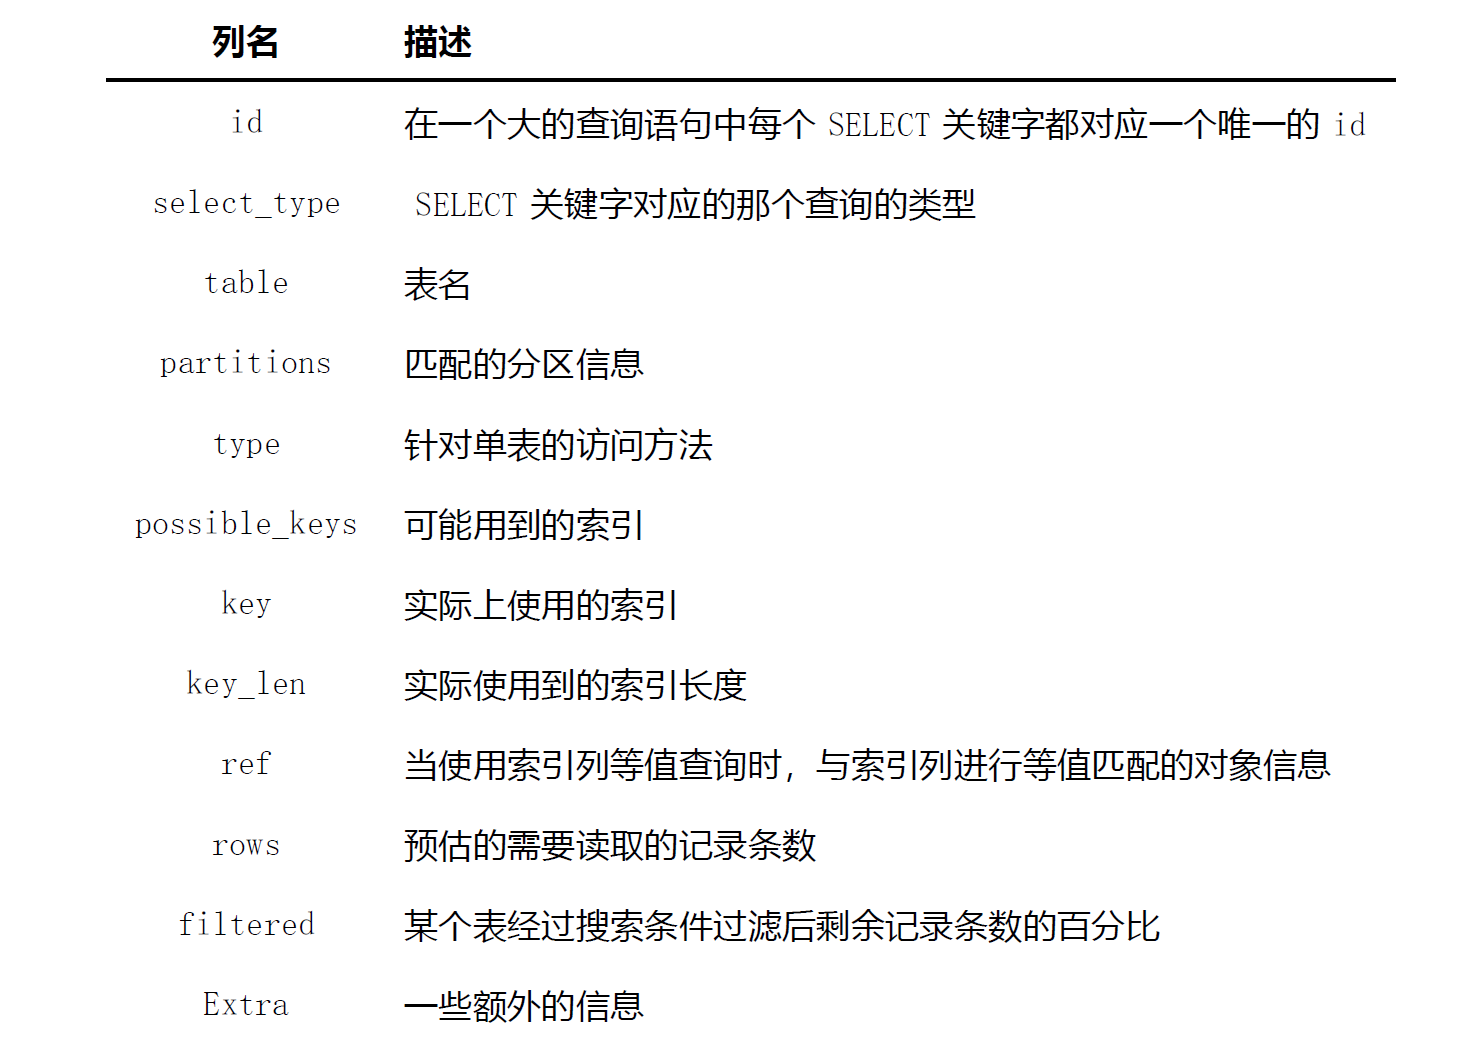 列名 描述
id 在一个大的查询语句中每个 SELECT 关键字都对应一个唯一的 id
select_type SELECT 关键字对应的那个查询的类型
table 表名
partitions 匹配的分区信息
type 针对单表的访问方法
possible_keys 可能用到的索引
key 实际上使用的索引
key_len 实际使用到的索引长度
ref 当使用索引列等值查询时，与索引列进行等值匹配的对象信息
rows 预估的需要读取的记录条数
filtered 某个表经过搜索条件过滤后剩余记录条数的百分比
Extra 一些额外的信息